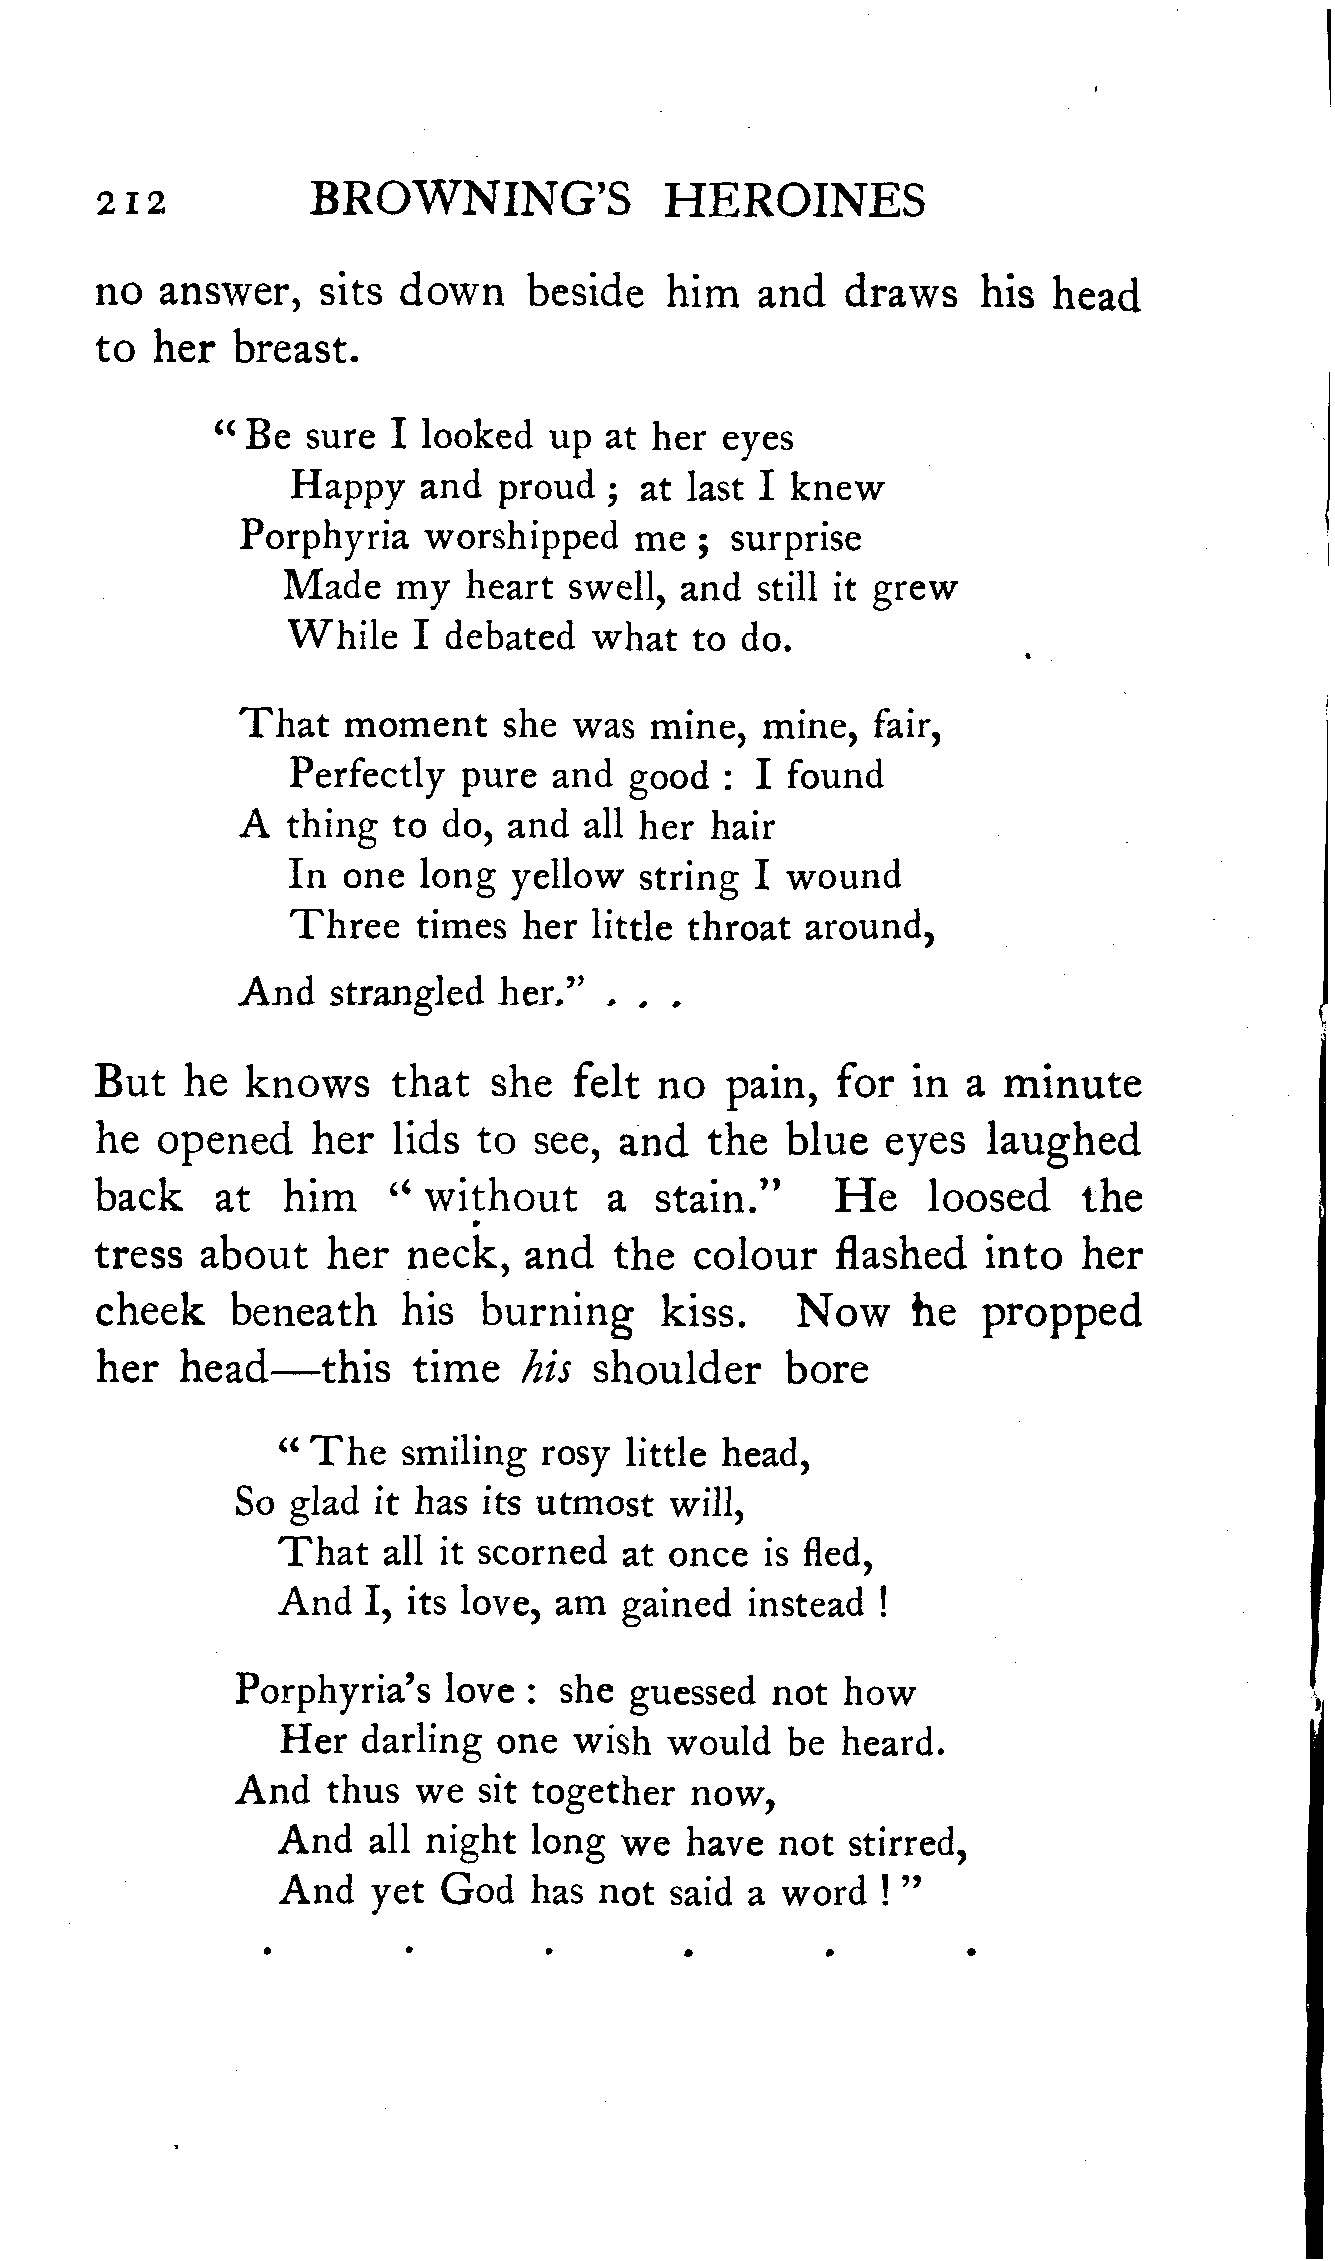 212 BROWNING'S HEROINES
no answer, sits down beside him and draws his head
to her breast.
“Be sure I looked up at her eyes
Happy and proud ; at last I knew
Porphyria worshipped me ; surprise
Made my heart swell, and still it grew
While I debated what to do.
That moment she was mine, mine, fair,
Perfectly pure and good : I found
A thing to do, and all her hair
In one long yellow string I wound
Three times her little throat around,
And strangled her.” . . .
But he knows that she felt no pain, for in a minute
he opened her lids to see, and the blue eyes laughed
back at him “without a stain.” He loosed the
tress about her neck, and the colour flashed into her
cheek beneath his burning kiss. Now he propped
her head—this time his shoulder bore
“The smiling rosy little head,
So glad it has its utmost will,
That all it scorned at once is fled,
And I, its love, am gained instead !
Porphyria's love : she guessed not how
Her darling one wish would be heard.
And thus we sit together now,
And all night long we have not stirred,
And yet God has not said a word ! ”
. . . . . .